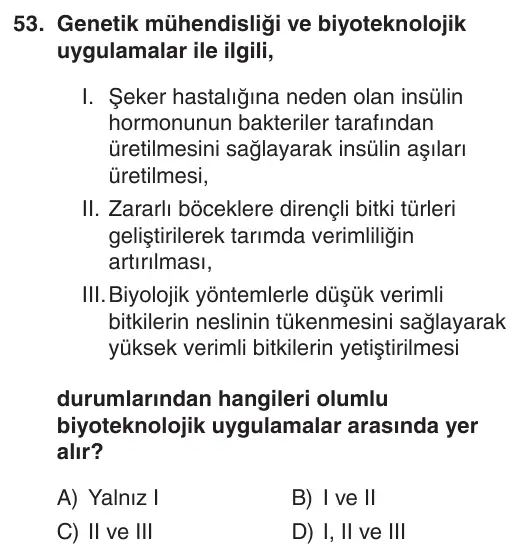 53. Genetik mühendisliği ve biyoteknolojik
uygulamalar ile ilgili,
I. Şeker hastalığına neden olan insülin
hormonunun bakteriler tarafından
üretilmesini sağlayarak insülin aşıları
üretilmesi,
II. Zararlı böceklere dirençli bitki türleri
geliştirilerek tarımda verimliliğin
artırılması,
III. Biyolojik yöntemlerle düşük verimli
bitkilerin neslinin tükenmesini sağlayarak
yüksek verimli bitkilerin yetiştirilmesi
durumlarından hangileri olumlu
biyoteknolojik uygulamalar arasında yer
alır?
A) Yalnız I B) I ve II
C) II ve III D) I, II ve III